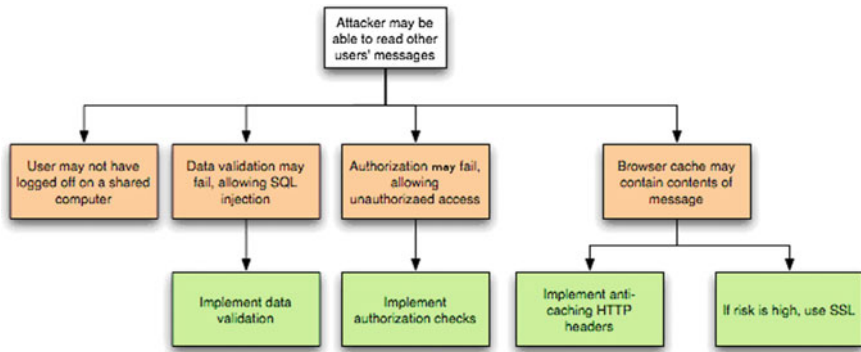 Attacker may be
able to read other
users' messages
User may not have
logged off on a shared
computer
Data validation may
fail, allowing SQL
injection
Authorization may fail,
allowing
unauthorizaed access
Browser cache may
contain contents of
message
Implement data
validation
Implement
authorization checks
Implement anti-
caching HTTP
headers
If risk is high, use SSL